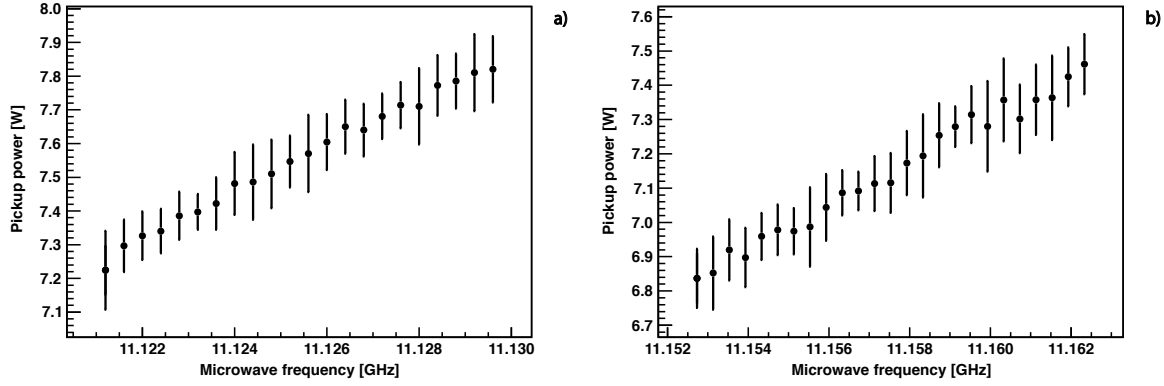 a)
8.0
7.9
7.8
7.7
7.6
7.5
7.4
7.3
7.2
7.1
Pickup power [W]
11.122 11.124 11.126 11.128 11.130
Microwave frequency [GHz]
b)
7.6
7.5
7.4
7.3
7.2
7.1
7.0
6.9
6.8
6.7
Pickup power [W]
11.152 11.154 11.156 11.158 11.160 11.162
Microwave frequency [GHz]